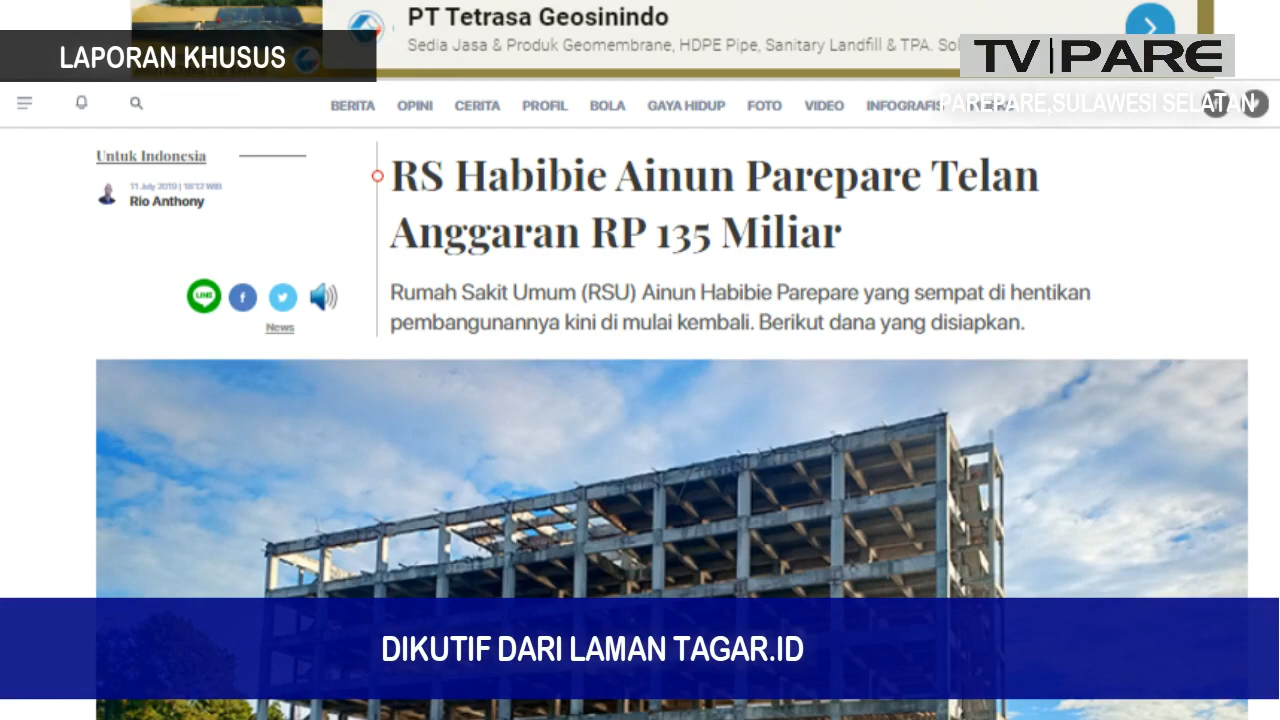 PT Tetrasa Geosinindo
Sedia Jasa & Produk Geomembrane, HDPE Pipe, Sanitary Landfill & TPA.
LAPORAN KHUSUS
TV PARE
BERITA OPINI CERITA PROFIL BOLA GAYA HIDUP FOTO VIDEO INFOGRAFIS
PAREPARE,SULAWESI SELATAN
Untuk Indonesia
11 July 2019 | 18:12 WIB
Rio Anthony
RS Habibie Ainun Parepare Telan
Anggaran RP 135 Miliar
LINE
f
News
Rumah Sakit Umum (RSU) Ainun Habibie Parepare yang sempat di hentikan
pembangunannya kini di mulai kembali. Berikut dana yang disiapkan.
DIKUTIF DARI LAMAN TAGAR.ID